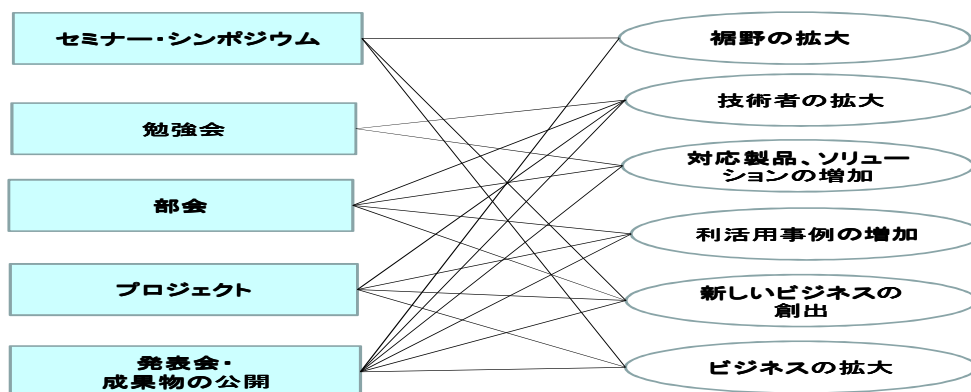 セミナー・シンポジウム
勉強会
部会
プロジェクト
発表会・
成果物の公開
裾野の拡大
技術者の拡大
対応製品、ソリュー
ションの増加
利活用事例の増加
新しいビジネスの
創出
ビジネスの拡大